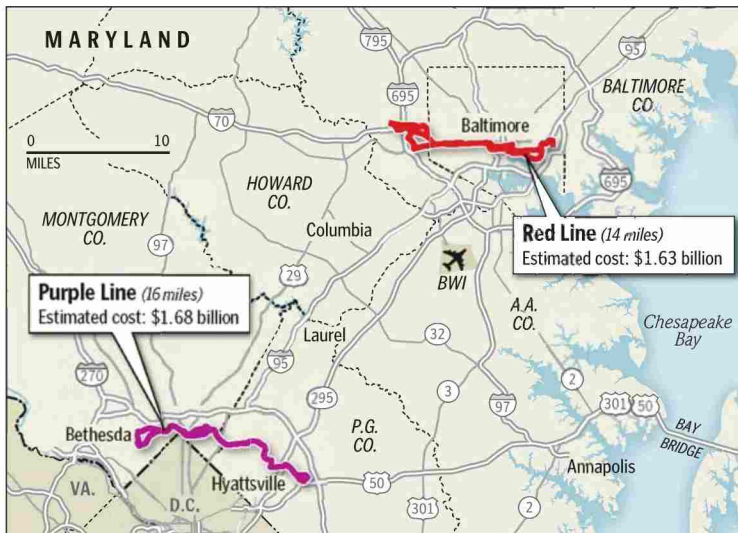 MARYLAND
795
95
695
BALTIMORE
CO.
Baltimore
70
0 10
MILES
HOWARD
CO.
695
MONTGOMERY
CO.
Columbia
97
Red Line (14 miles)
Estimated cost: $1.63 billion
29
BWI
Purple Line (16 miles)
Estimated cost: $1.68 billion
A.A.
CO.
Chesapeake
Bay
Laurel
32
95
270
295
3
2
97
301
50
BAY
BRIDGE
P.G.
CO.
Bethesda
Annapolis
Hyattsville
50
VA.
D.C.
301
2